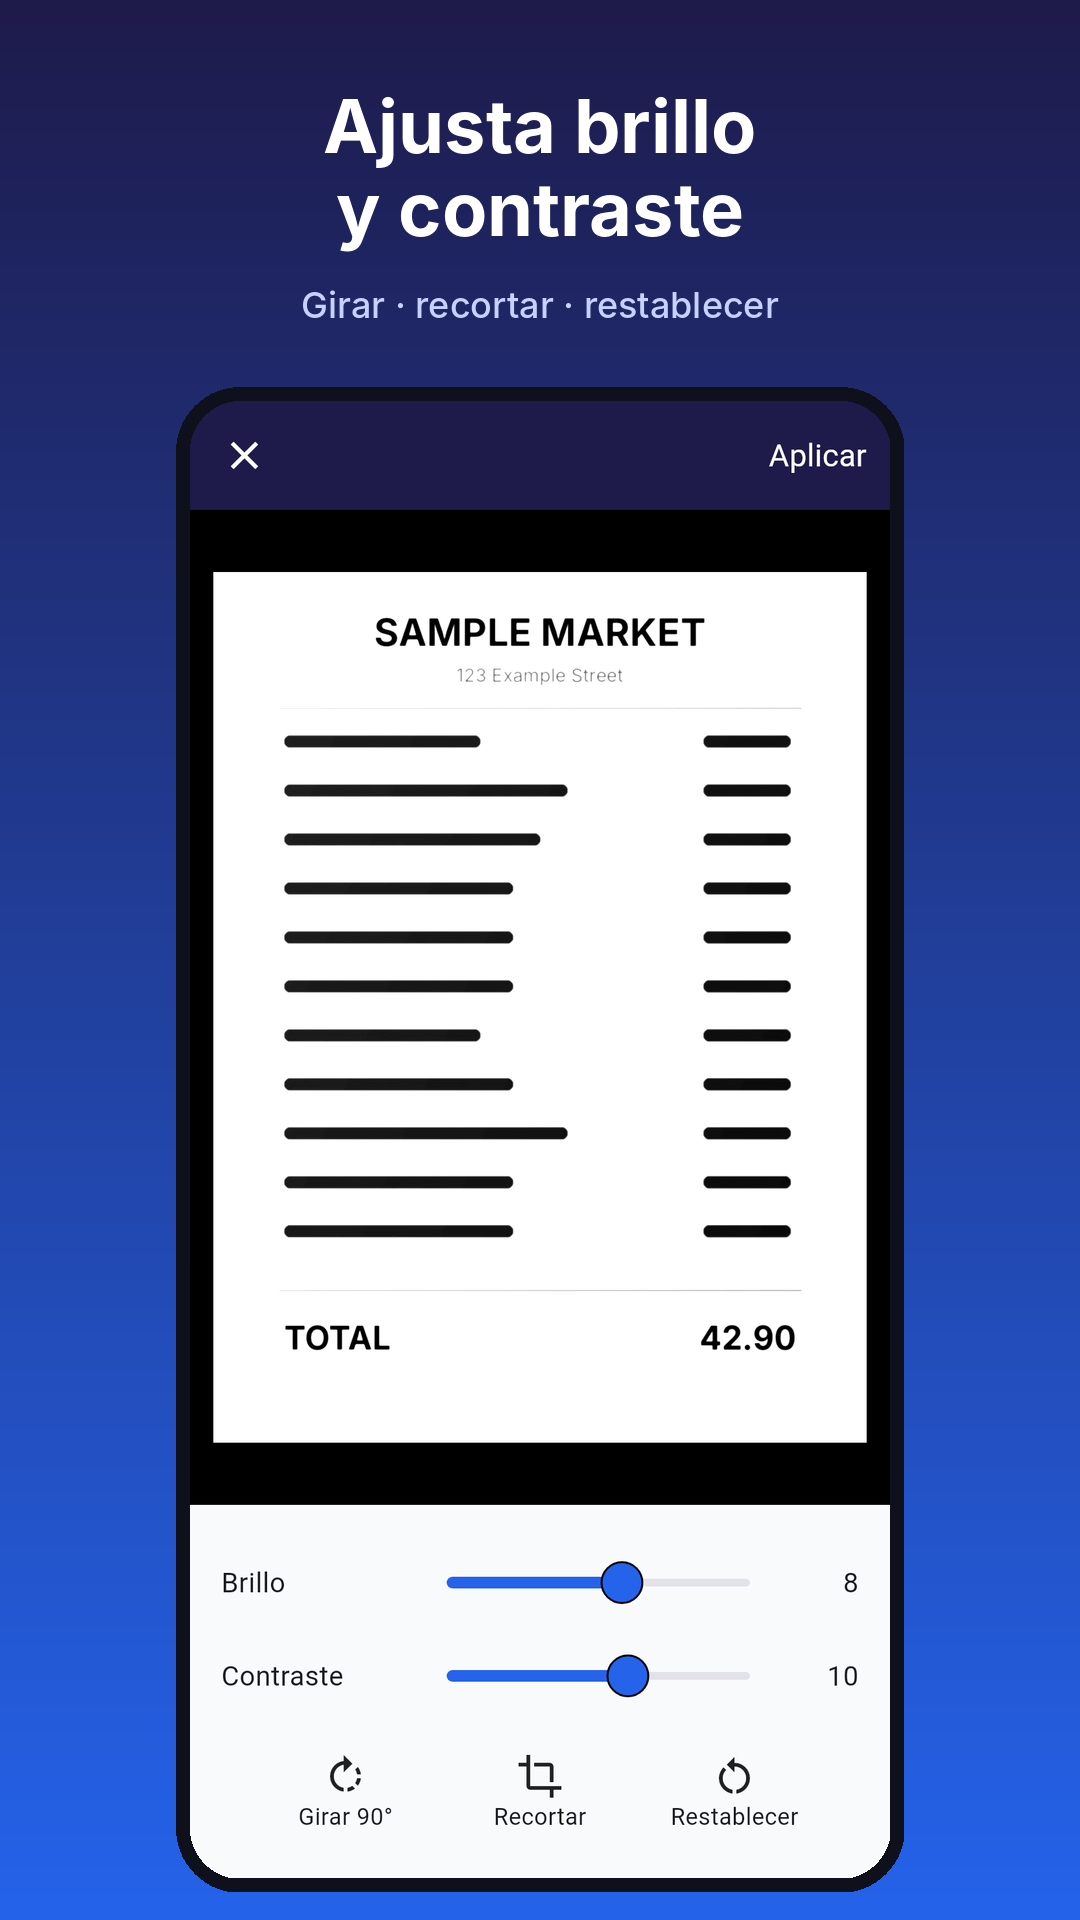 Ajusta brillo
y contraste
Girar · recortar · restablecer
Aplicar
SAMPLE MARKET
123 Example Street
TOTAL 42.90
Brillo 8
Contraste 10
Girar 90° Recortar Restablecer